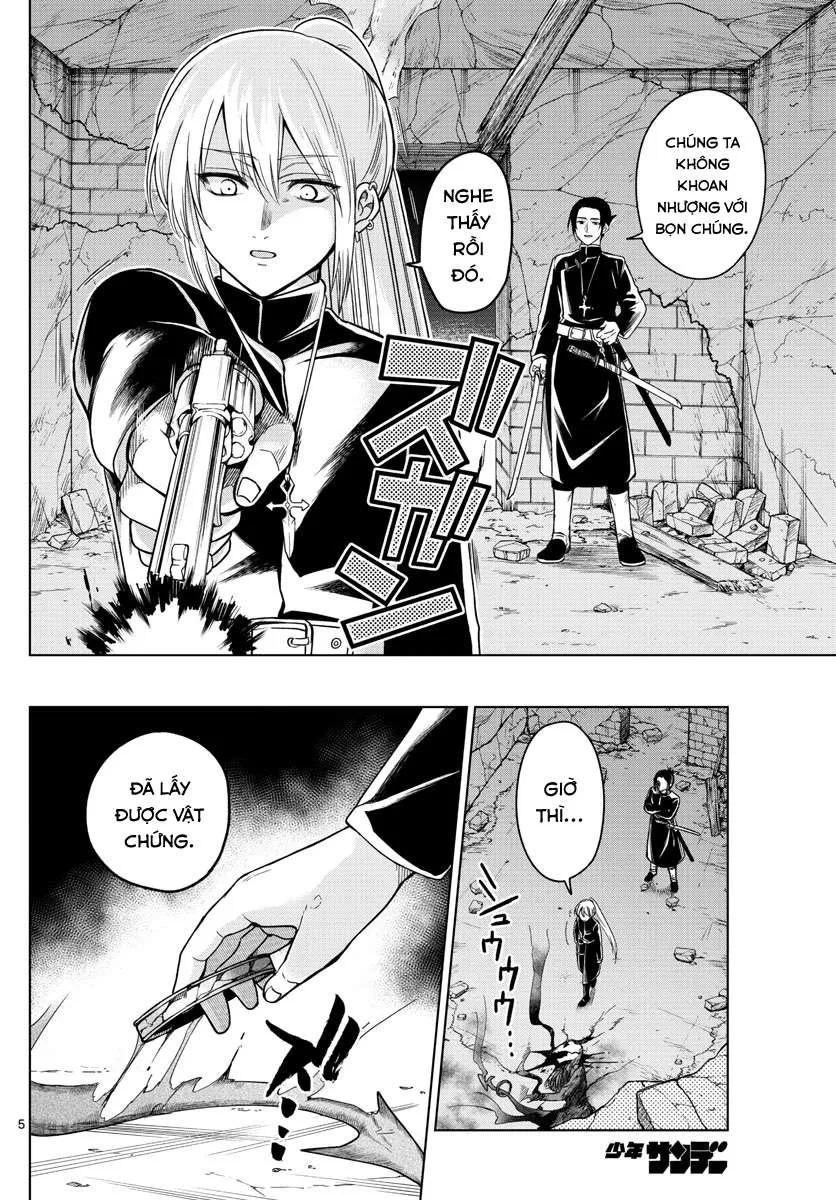 CHÚNG TA
KHÔNG
KHOAN
NHƯỢNG VỚI
BỌN CHÚNG.
NGHE
THẤY
RỒI
ĐÓ.
ズガン
GIỜ
THÌ...
シュウウウ...
ĐÃ LẤY
ĐƯỢC VẬT
CHỨNG.
ズ...
5
少年サンデー